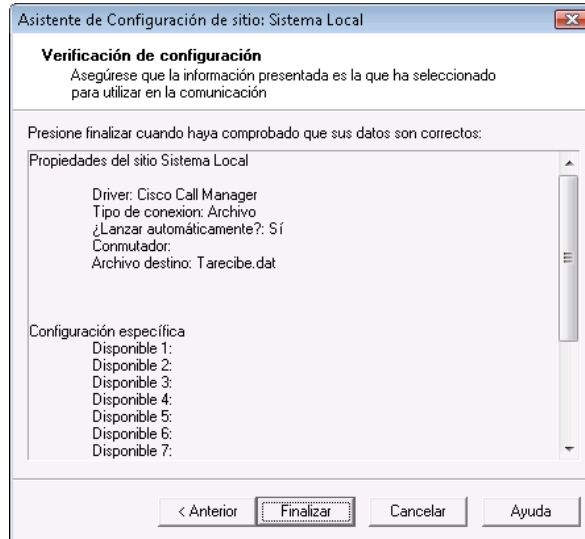 Asistente de Configuración de sitio: Sistema Local
Verificación de configuración
Asegúrese que la información presentada es la que ha seleccionado
para utilizar en la comunicación
Presione finalizar cuando haya comprobado que sus datos son correctos:
Propiedades del sitio Sistema Local
Driver: Cisco Call Manager
Tipo de conexion: Archivo
¿Lanzar automáticamente?: Sí
Conmutador:
Archivo destino: Tarecibe.dat
Configuración específica
Disponible 1:
Disponible 2:
Disponible 3:
Disponible 4:
Disponible 5:
Disponible 6:
Disponible 7:
< Anterior Finalizar Cancelar Ayuda